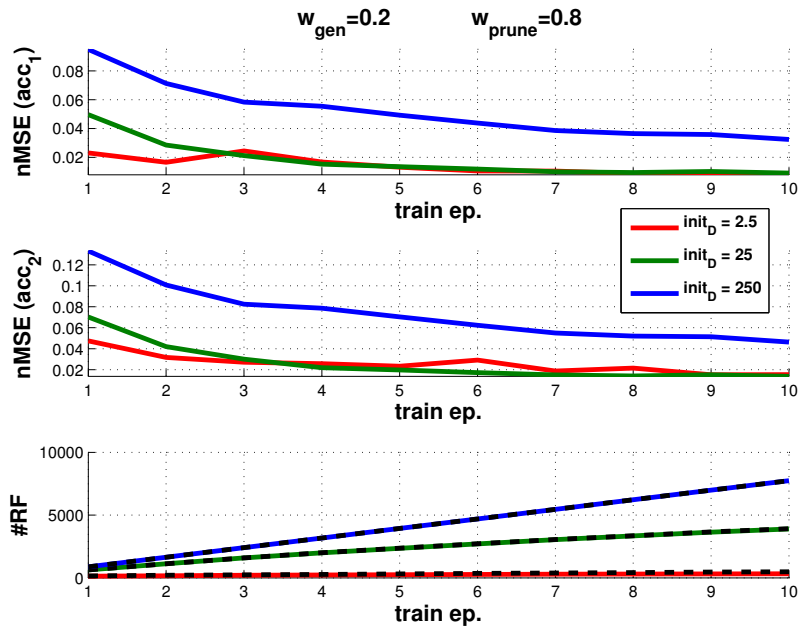 w_gen=0.2 w_prune=0.8
nMSE (acc_1)
0.08
0.06
0.04
0.02
1 2 3 4 5 6 7 8 9 10
train ep.
init_D = 2.5
init_D = 25
init_D = 250
nMSE (acc_2)
0.12
0.1
0.08
0.06
0.04
0.02
1 2 3 4 5 6 7 8 9 10
train ep.
#RF
10000
5000
0
1 2 3 4 5 6 7 8 9 10
train ep.